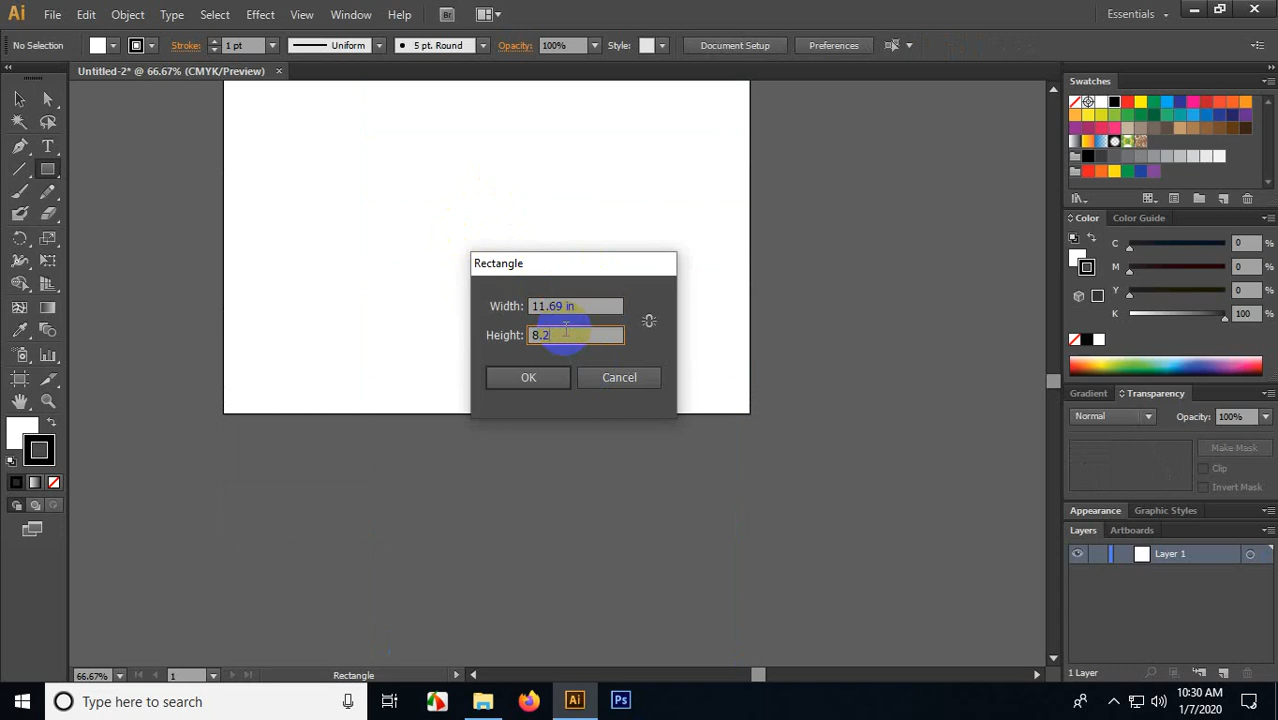 Ai File Edit Object Type Select Effect View Window Help Br Essentials
No Selection Stroke: 1 pt Uniform 5 pt. Round Opacity: 100% Style: Document Setup Preferences
Untitled-2* @ 66.67% (CMYK/Preview)
Swatches
Color Color Guide
C 0 %
M 0 %
Y 0 %
K 100 %
Gradient Transparency
Normal Opacity: 100%
Make Mask
Clip
Invert Mask
Appearance Graphic Styles
Layers Artboards
Layer 1
1 Layer
Rectangle
Width: 11.69 in
Height: 8.2
OK Cancel
66.67% 1 Rectangle
Type here to search Ai Ps 10:30 AM
1/7/2020